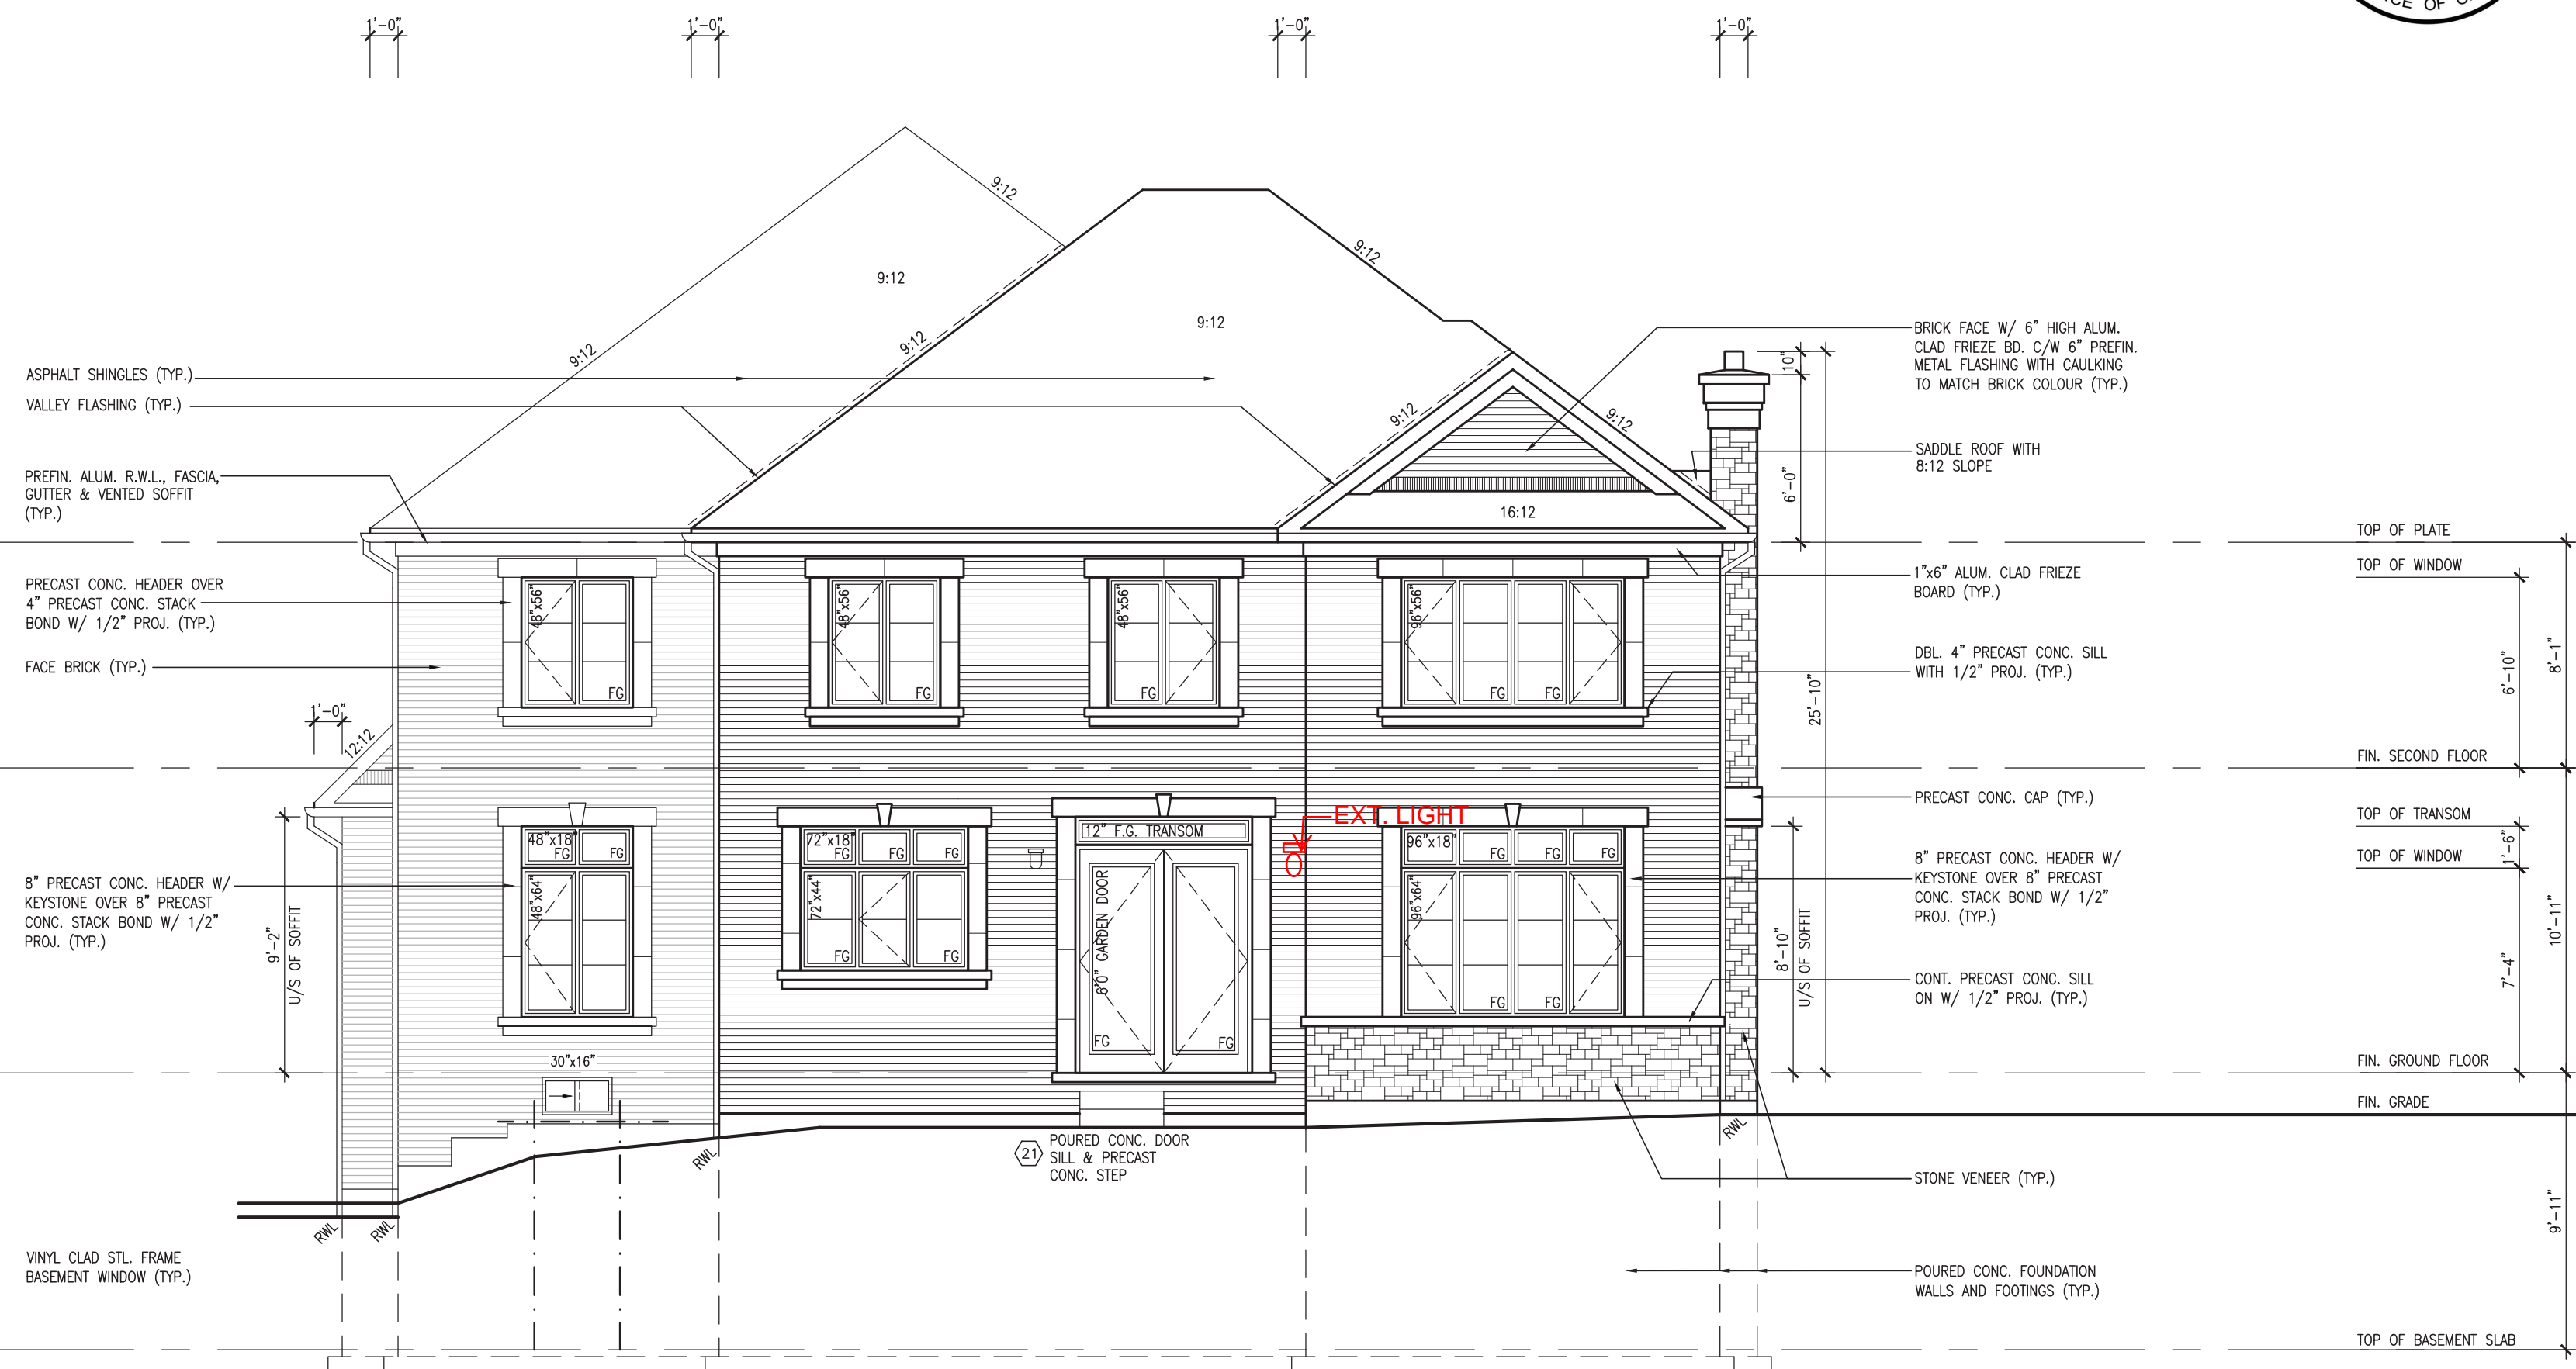 1'-0"
1'-0"
1'-0"
1'-0"
OF
9:12
9:12
9:12
9:12
9:12
9:12
9:12
9:12
16:12
12:12
ASPHALT SHINGLES (TYP.)
VALLEY FLASHING (TYP.)
PREFIN. ALUM. R.W.L., FASCIA,
GUTTER & VENTED SOFFIT
(TYP.)
PRECAST CONC. HEADER OVER
4" PRECAST CONC. STACK
BOND W/ 1/2" PROJ. (TYP.)
FACE BRICK (TYP.)
1'-0"
8" PRECAST CONC. HEADER W/
KEYSTONE OVER 8" PRECAST
CONC. STACK BOND W/ 1/2"
PROJ. (TYP.)
9'-2"
U/S OF SOFFIT
VINYL CLAD STL. FRAME
BASEMENT WINDOW (TYP.)
48"x56"
FG
48"x56"
FG
48"x56"
FG
96"x56"
FG
FG
48"x18"
FG
FG
48"x64"
30"x16"
72"x18"
FG
FG
FG
72"x44"
FG
FG
12" F.G. TRANSOM
6'0" GARDEN DOOR
FG
FG
EXT. LIGHT
96"x18"
FG
FG
FG
96"x64"
FG
FG
21
POURED CONC. DOOR
SILL & PRECAST
CONC. STEP
RWL
RWL
RWL
RWL
BRICK FACE W/ 6" HIGH ALUM.
CLAD FRIEZE BD. C/W 6" PREFIN.
METAL FLASHING WITH CAULKING
TO MATCH BRICK COLOUR (TYP.)
SADDLE ROOF WITH
8:12 SLOPE
1"x6" ALUM. CLAD FRIEZE
BOARD (TYP.)
DBL. 4" PRECAST CONC. SILL
WITH 1/2" PROJ. (TYP.)
PRECAST CONC. CAP (TYP.)
8" PRECAST CONC. HEADER W/
KEYSTONE OVER 8" PRECAST
CONC. STACK BOND W/ 1/2"
PROJ. (TYP.)
CONT. PRECAST CONC. SILL
ON W/ 1/2" PROJ. (TYP.)
STONE VENEER (TYP.)
POURED CONC. FOUNDATION
WALLS AND FOOTINGS (TYP.)
10"
6'-0"
25'-10"
8'-10"
U/S OF SOFFIT
TOP OF PLATE
TOP OF WINDOW
FIN. SECOND FLOOR
TOP OF TRANSOM
TOP OF WINDOW
FIN. GROUND FLOOR
FIN. GRADE
TOP OF BASEMENT SLAB
6'-10"
8'-1"
1'-6"
7'-4"
10'-11"
9'-11"